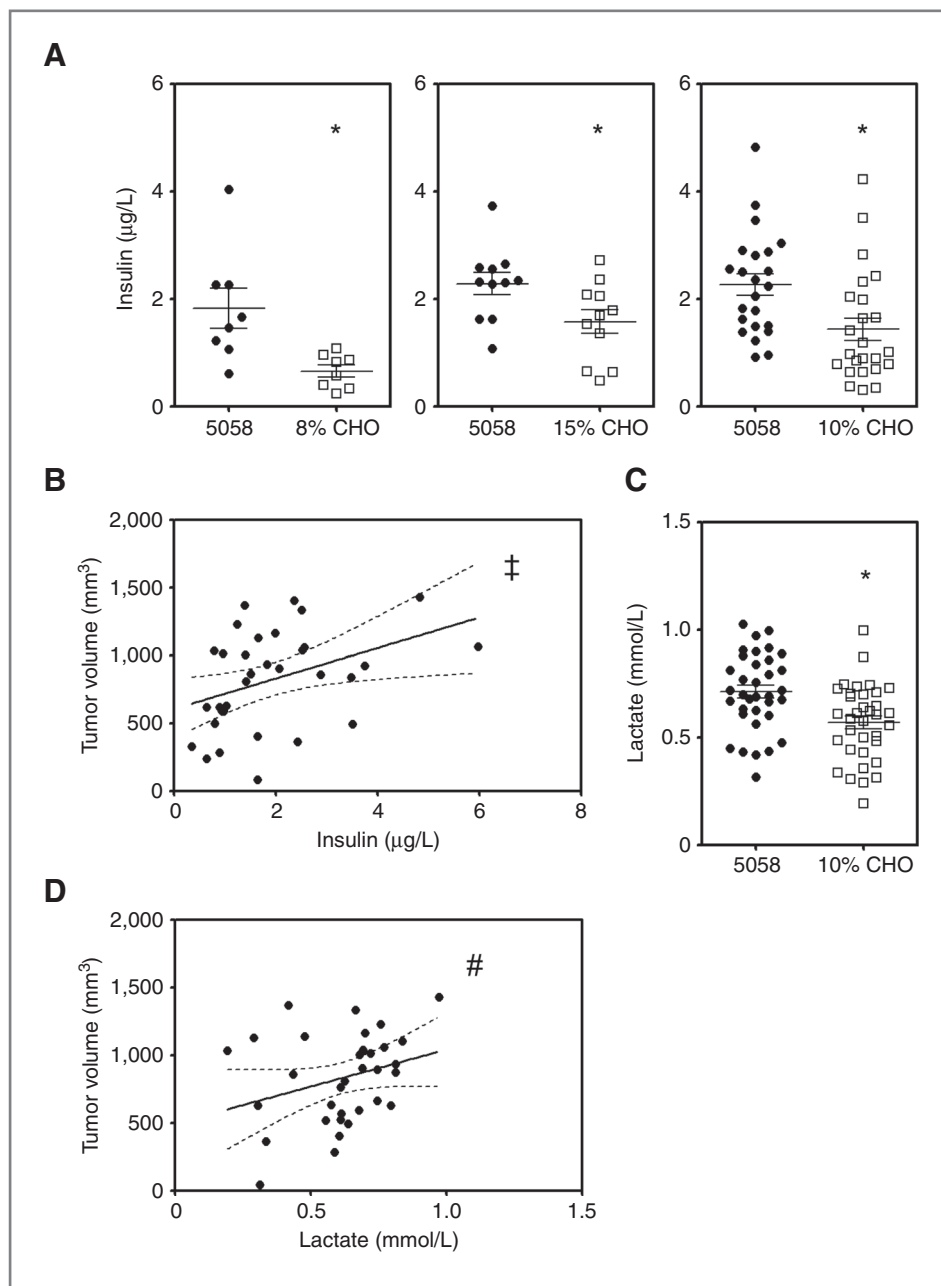 A
Insulin (µg/L)
6
4
2
0
*
5058
8% CHO
6
4
2
0
*
5058
15% CHO
6
4
2
0
*
5058
10% CHO
B
Tumor volume (mm³)
2,000
1,500
1,000
500
0
‡
0 2 4 6 8
Insulin (µg/L)
C
Lactate (mmol/L)
1.5
1.0
0.5
0
*
5058
10% CHO
D
Tumor volume (mm³)
2,000
1,500
1,000
500
0
#
0 0.5 1.0 1.5
Lactate (mmol/L)